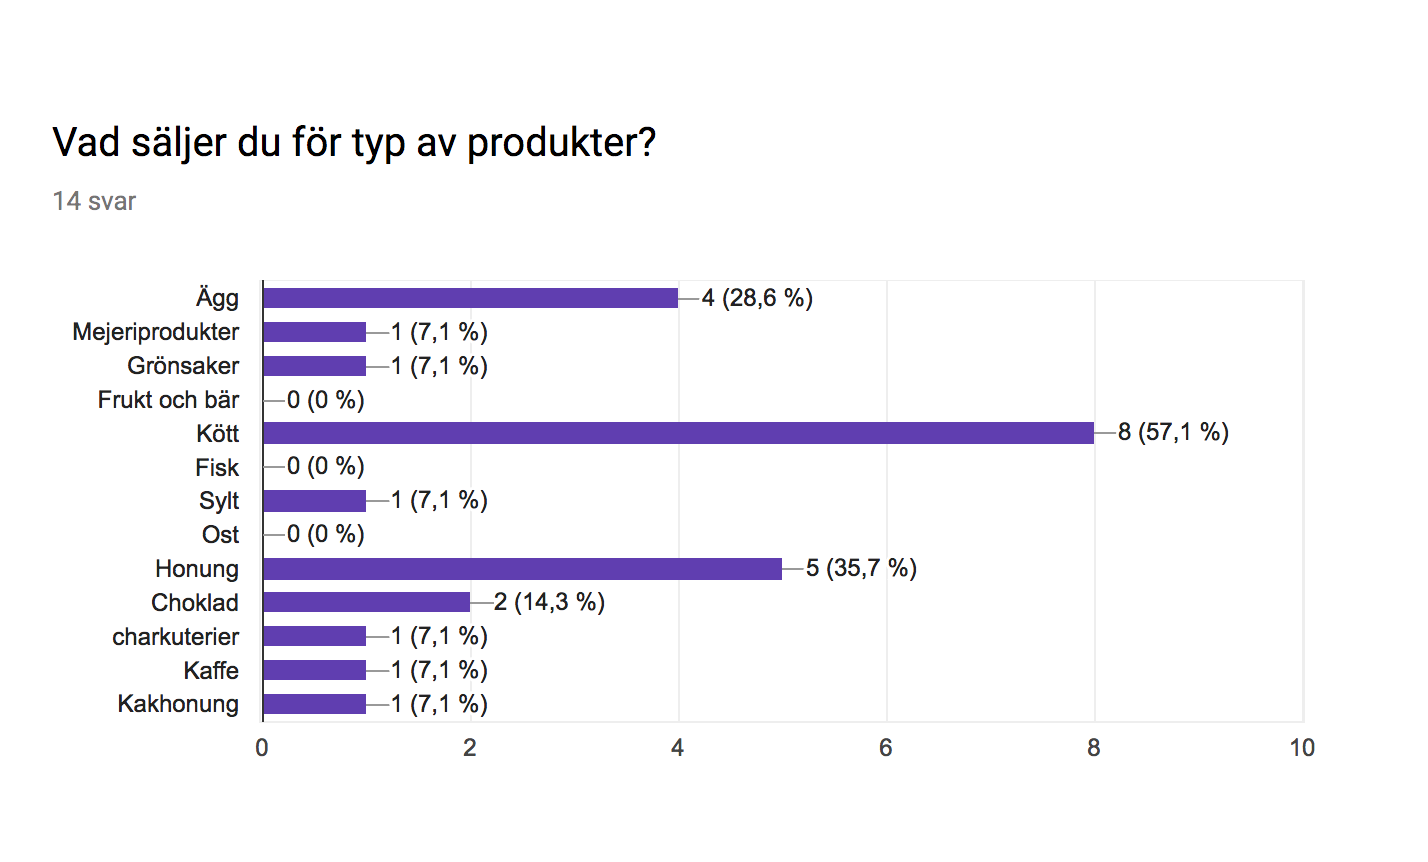 Vad säljer du för typ av produkter?
14 svar
Ägg 4 (28,6 %)
Mejeriprodukter 1 (7,1 %)
Grönsaker 1 (7,1 %)
Frukt och bär 0 (0 %)
Kött 8 (57,1 %)
Fisk 0 (0 %)
Sylt 1 (7,1 %)
Ost 0 (0 %)
Honung 5 (35,7 %)
Choklad 2 (14,3 %)
charkuterier 1 (7,1 %)
Kaffe 1 (7,1 %)
Kakhonung 1 (7,1 %)
0 2 4 6 8 10